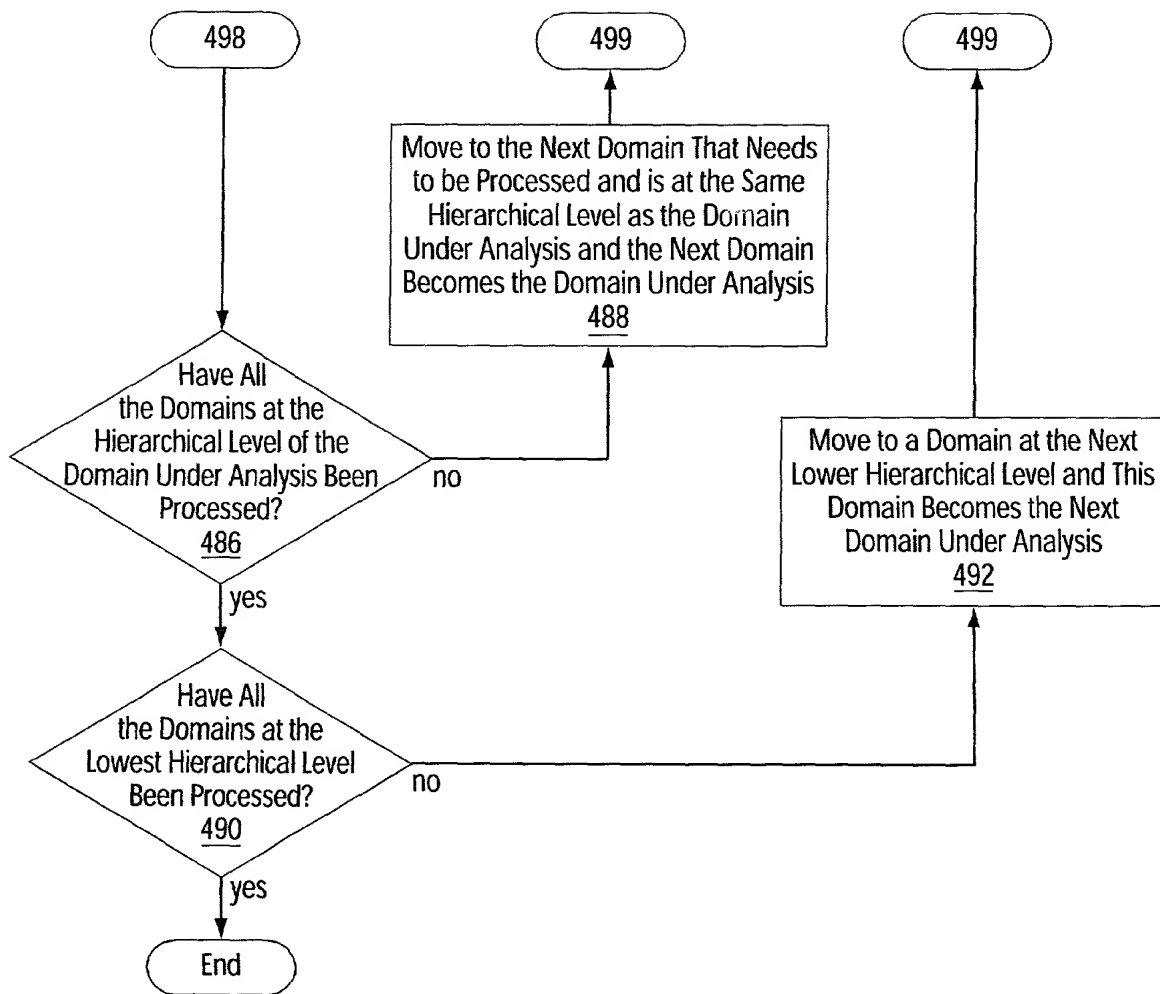 498
499
499
Move to the Next Domain That Needs
to be Processed and is at the Same
Hierarchical Level as the Domain
Under Analysis and the Next Domain
Becomes the Domain Under Analysis
488
Have All
the Domains at the
Hierarchical Level of the
Domain Under Analysis Been
Processed?
486
no
yes
Move to a Domain at the Next
Lower Hierarchical Level and This
Domain Becomes the Next
Domain Under Analysis
492
Have All
the Domains at the
Lowest Hierarchical Level
Been Processed?
490
no
yes
End